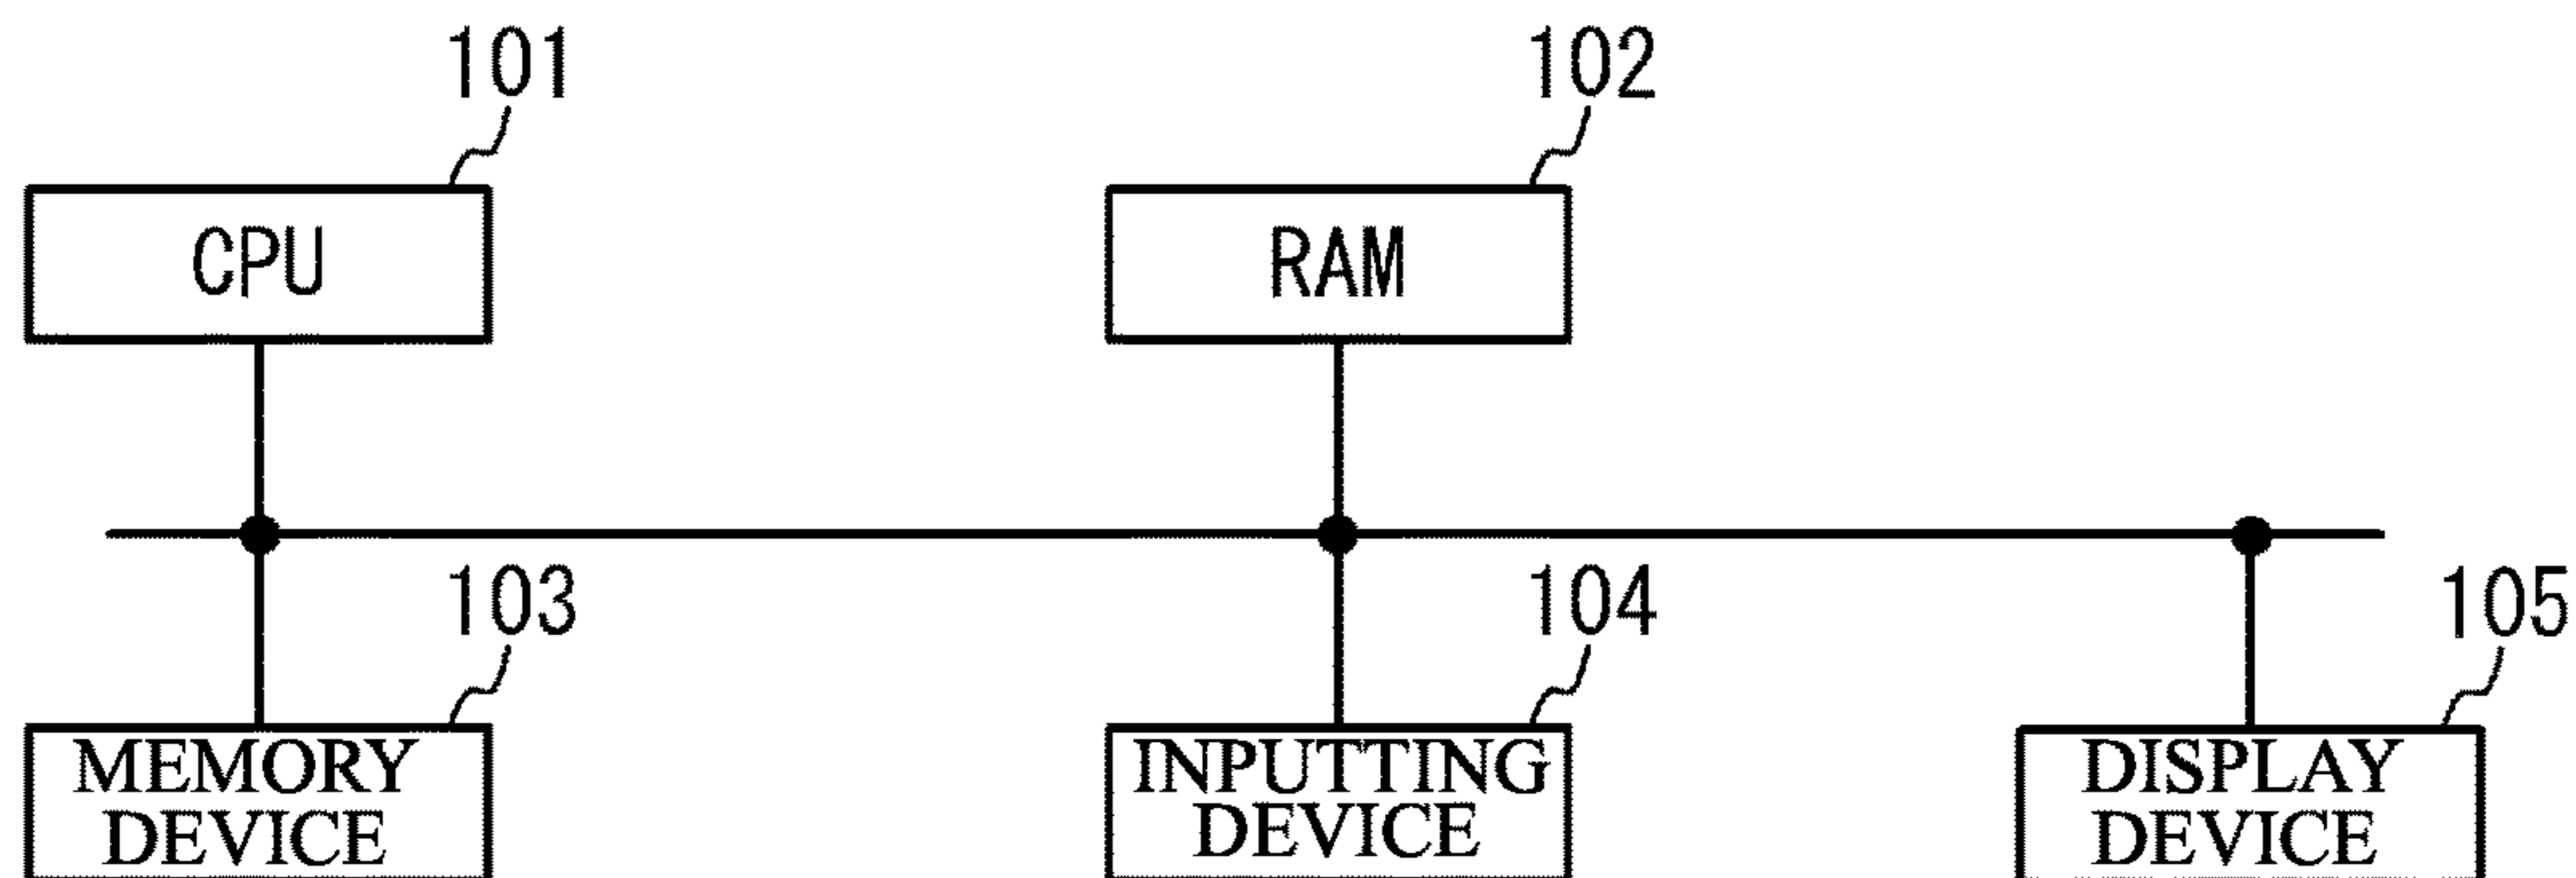 101
102
CPU
RAM
103
104
105
MEMORY
DEVICE
INPUTTING
DEVICE
DISPLAY
DEVICE